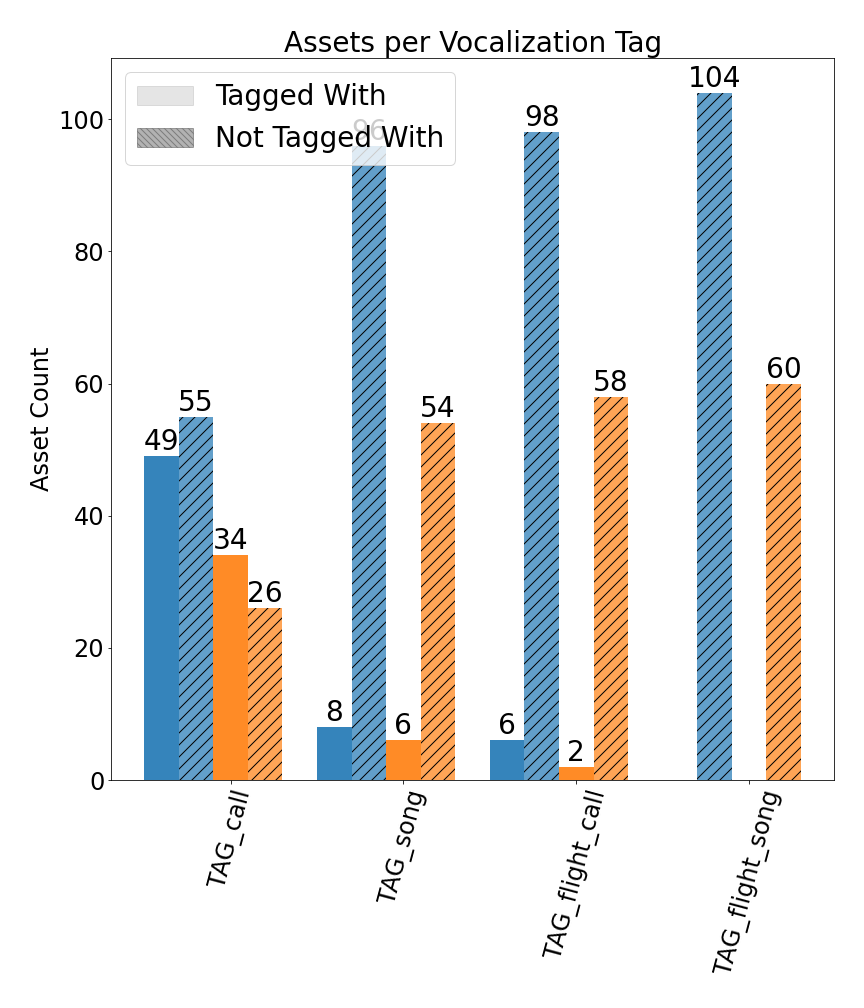 Assets per Vocalization Tag
Tagged With
Not Tagged With
Asset Count
100
80
60
40
20
0
49
55
34
26
8
96
6
54
6
98
2
58
104
60
TAG_call
TAG_song
TAG_flight_call
TAG_flight_song